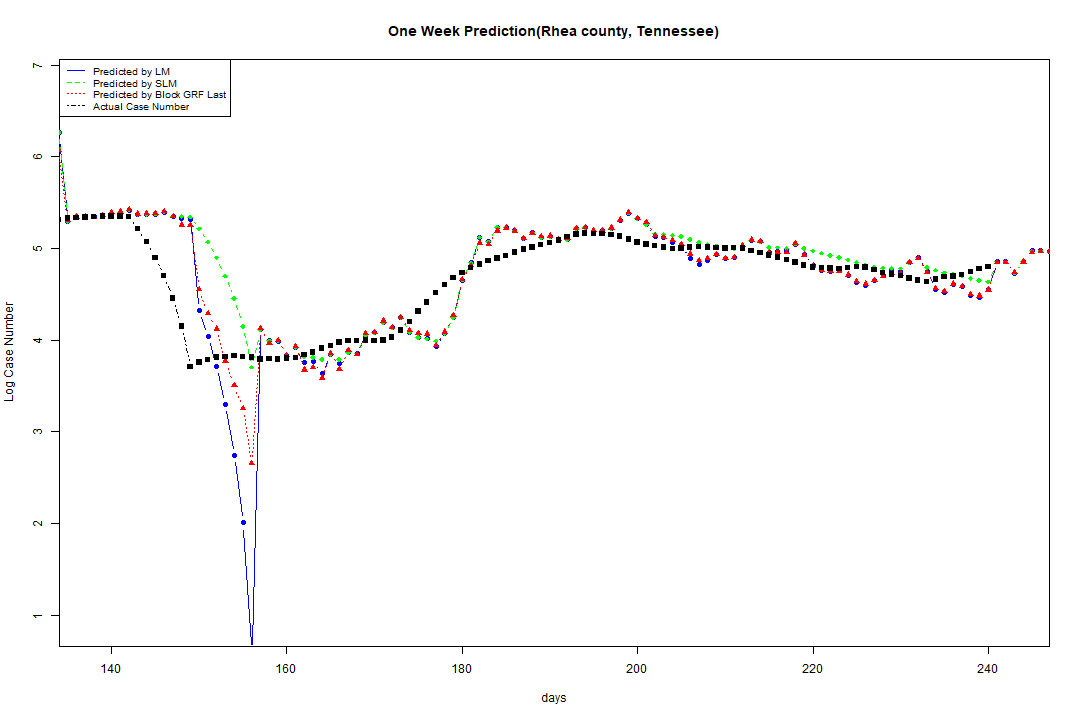 One Week Prediction(Rhea county, Tennessee)
Predicted by LM
Predicted by SLM
Predicted by Block GRF Last
Actual Case Number
7
6
5
4
3
2
1
Log Case Number
140 160 180 200 220 240
days